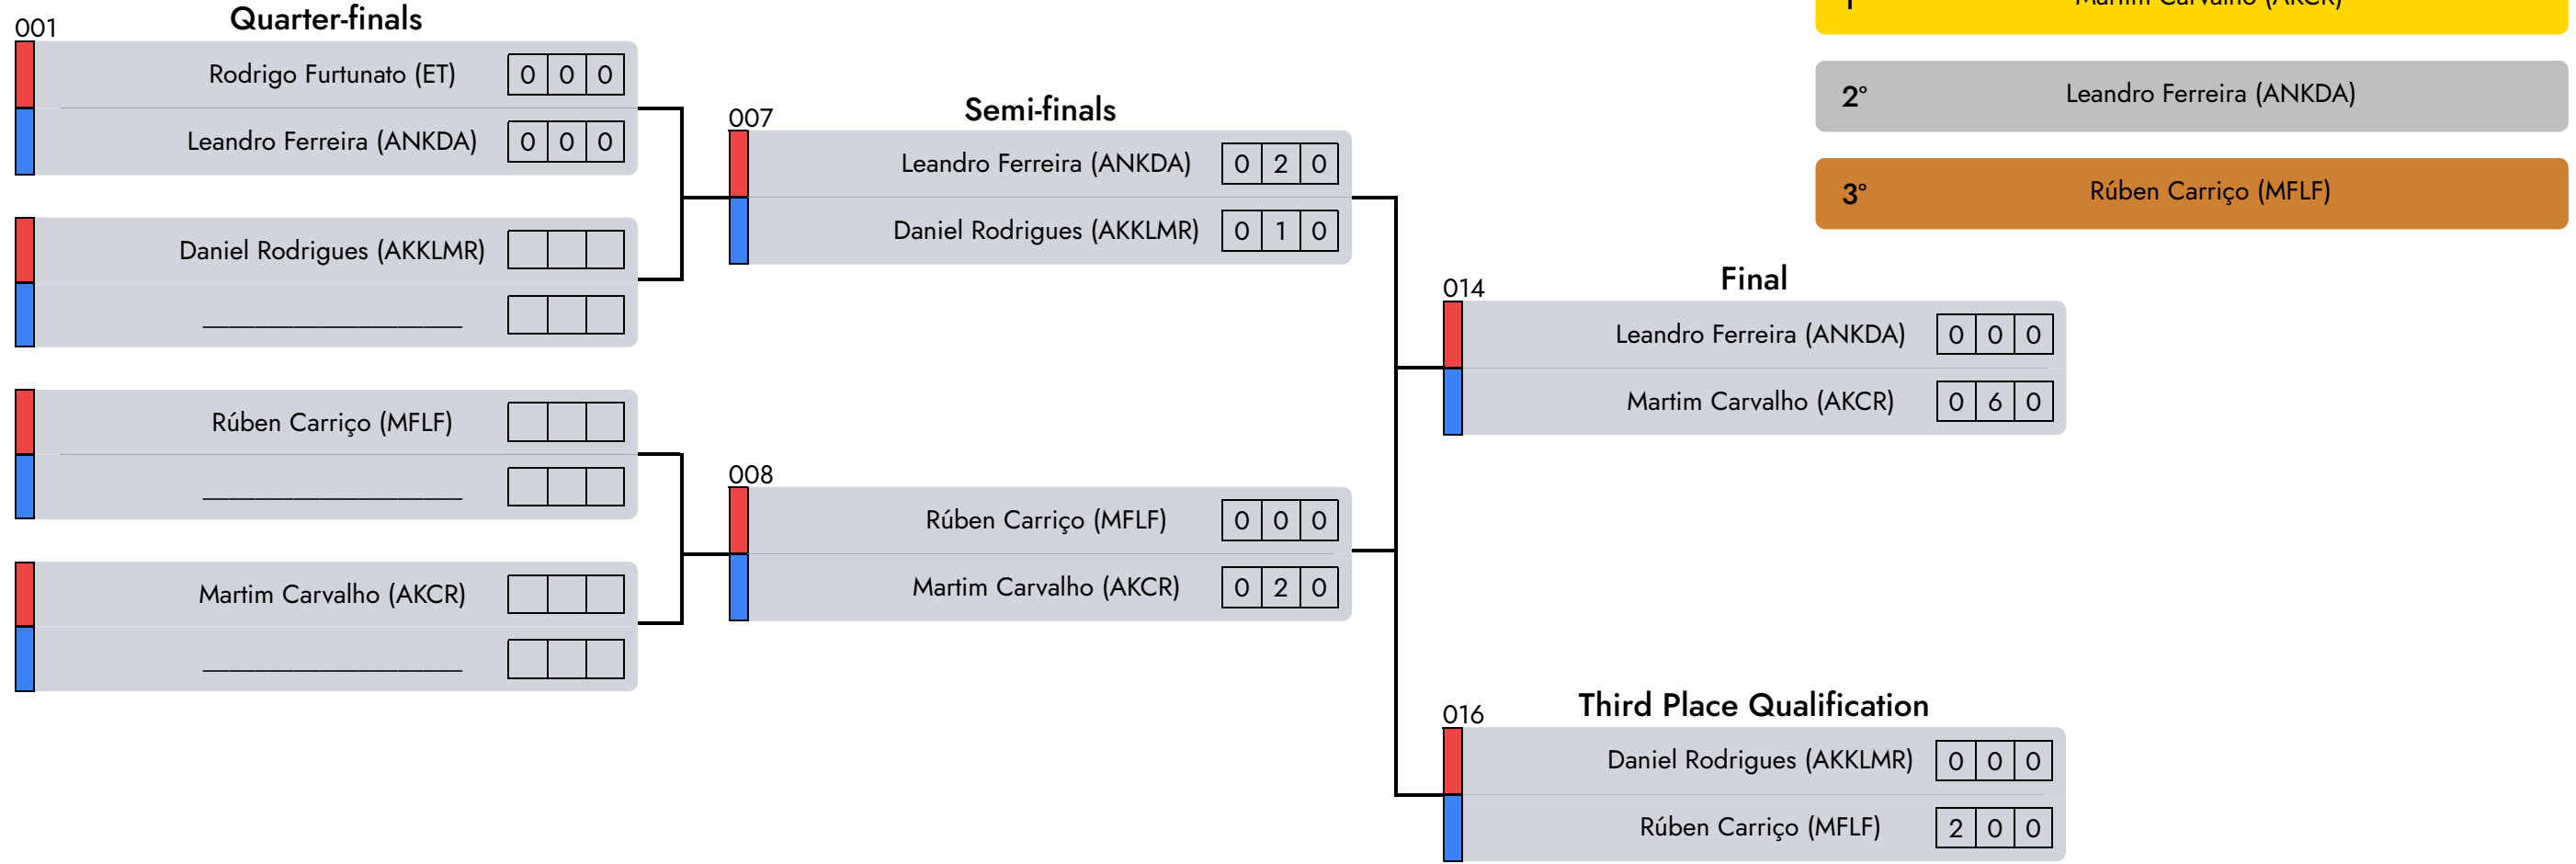 Quarter-finals
001
Rodrigo Furtunato (ET) 0 0 0
Leandro Ferreira (ANKDA) 0 0 0
Daniel Rodrigues (AKKLMR)
Rúben Carriço (MFLF)
Martim Carvalho (AKCR)
Semi-finals
007
Leandro Ferreira (ANKDA) 0 2 0
Daniel Rodrigues (AKKLMR) 0 1 0
008
Rúben Carriço (MFLF) 0 0 0
Martim Carvalho (AKCR) 0 2 0
Final
014
Leandro Ferreira (ANKDA) 0 0 0
Martim Carvalho (AKCR) 0 6 0
Third Place Qualification
016
Daniel Rodrigues (AKKLMR) 0 0 0
Rúben Carriço (MFLF) 2 0 0
Martim Carvalho (AKCR)
2° Leandro Ferreira (ANKDA)
3° Rúben Carriço (MFLF)